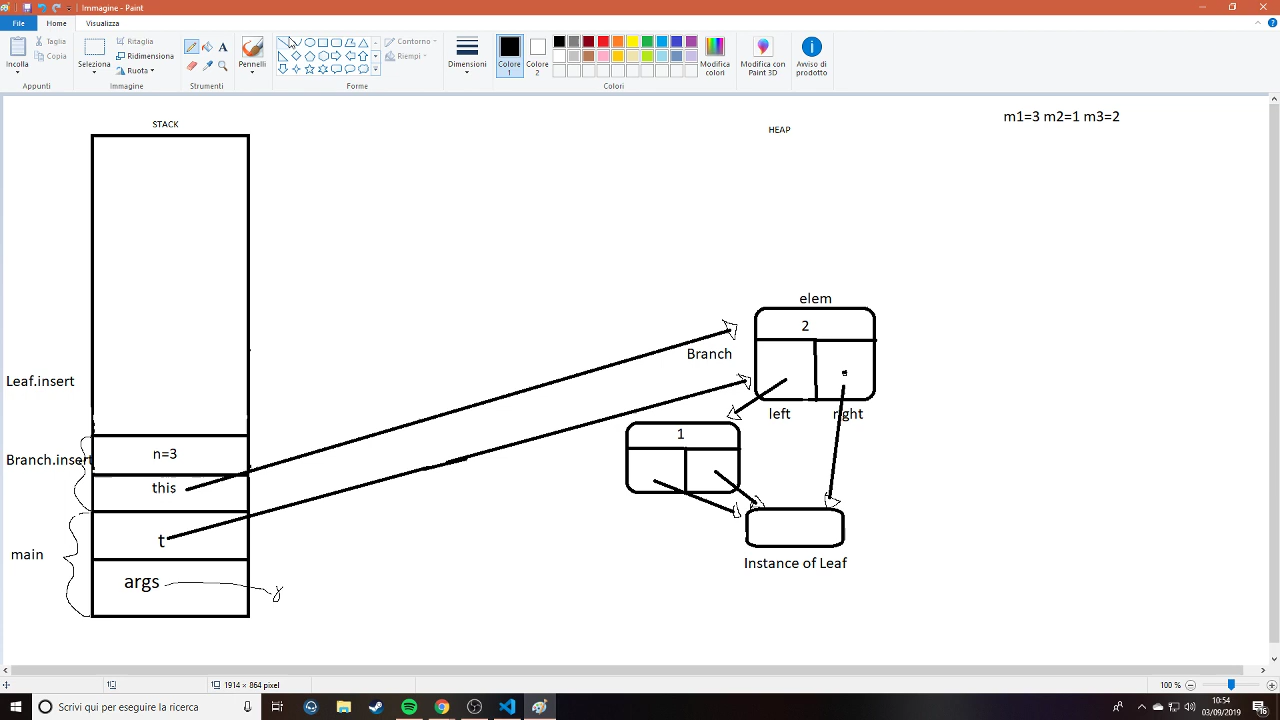 Immagine - Paint
File Home Visualizza
Incolla
Taglia
Copia
Appunti
Seleziona
Ritaglia
Ridimensiona
Ruota
Immagine
A
Strumenti
Pennelli
Contorno
Riempi
Forme
Dimensioni
Colore 1
Colore 2
Modifica colori
Colori
Modifica con Paint 3D
Avviso di prodotto
STACK
HEAP
m1=3 m2=1 m3=2
elem
2
Branch
left
right
Leaf.insert
1
n=3
Branch.insert
this
t
main
Instance of Leaf
args
1914 × 864 pixel
100 %
Scrivi qui per eseguire la ricerca
10:54
03/09/2019